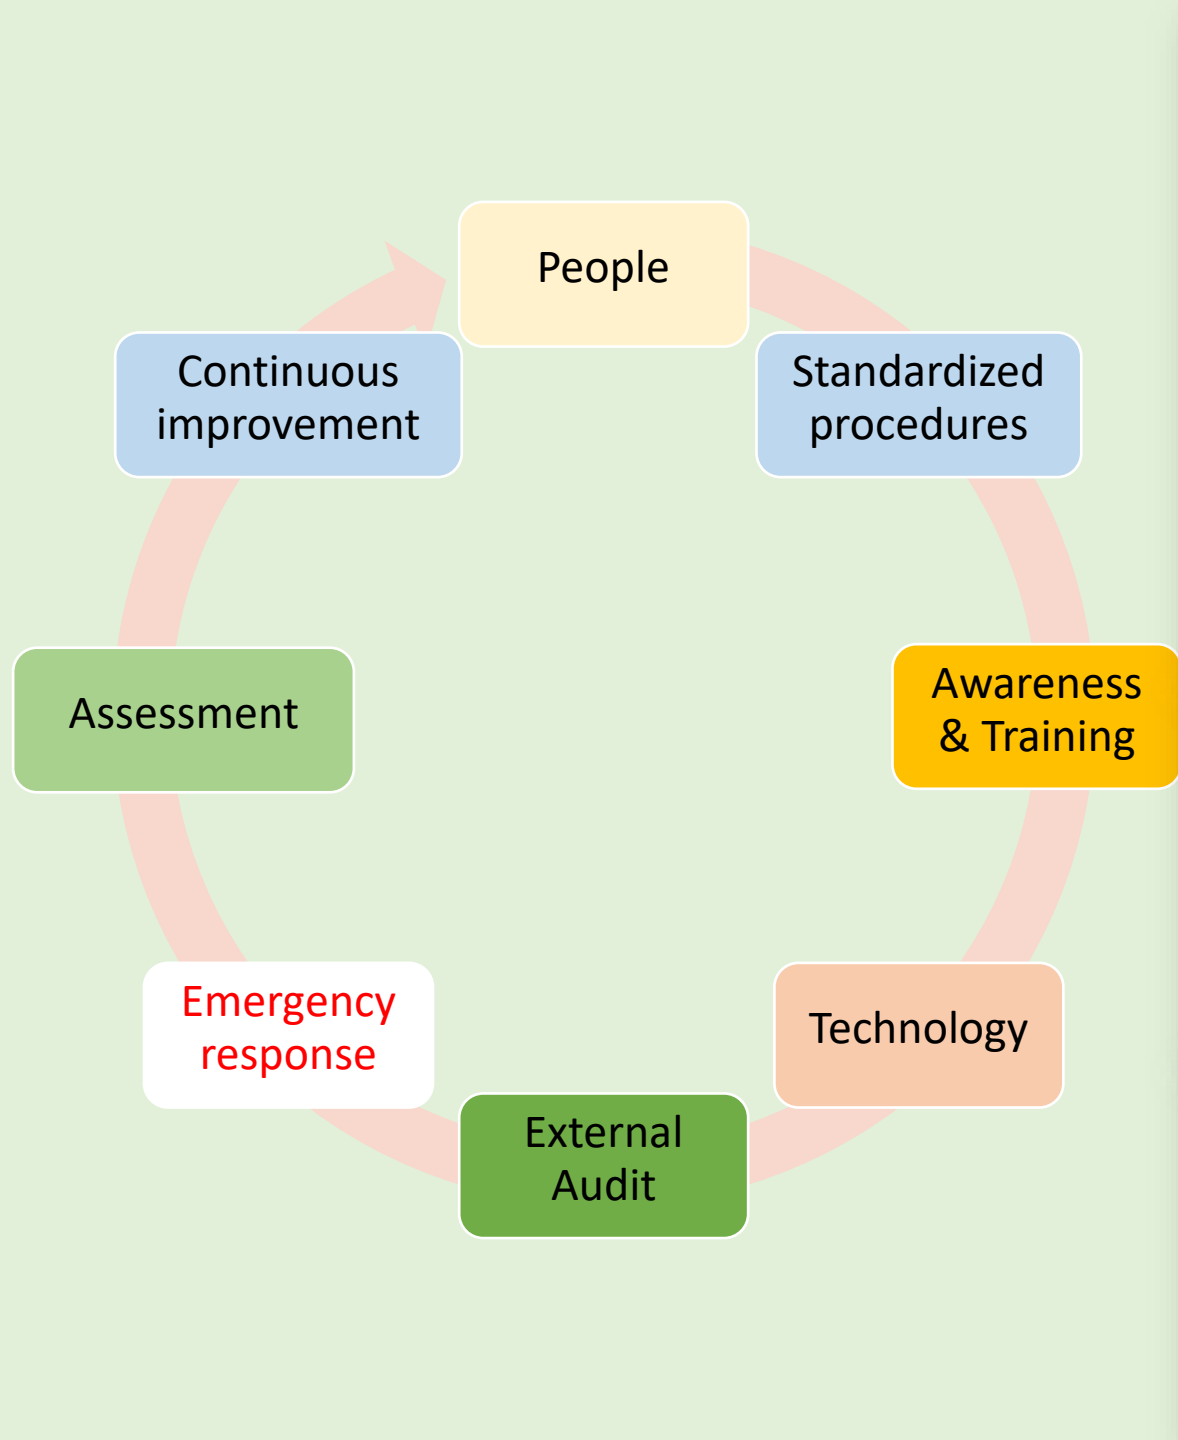 People
Standardized
procedures
Awareness
& Training
Technology
External
Audit
Emergency
response
Assessment
Continuous
improvement